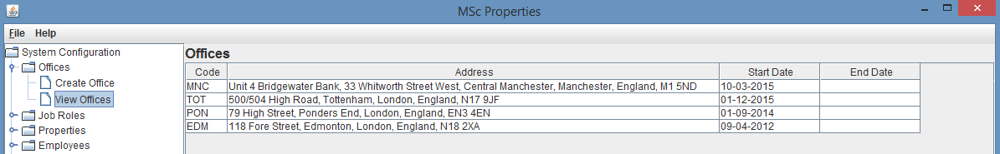 MSc Properties
File Help
System Configuration
Offices
Create Office
View Offices
Job Roles
Properties
Employees
Offices
Code Address Start Date End Date
MNC Unit 4 Bridgewater Bank, 33 Whitworth Street West, Central Manchester, Manchester, England, M1 5ND 10-03-2015
TOT 500/504 High Road, Tottenham, London, England, N17 9JF 01-12-2015
PON 79 High Street, Ponders End, London, England, EN3 4EN 01-09-2014
EDM 118 Fore Street, Edmonton, London, England, N18 2XA 09-04-2012